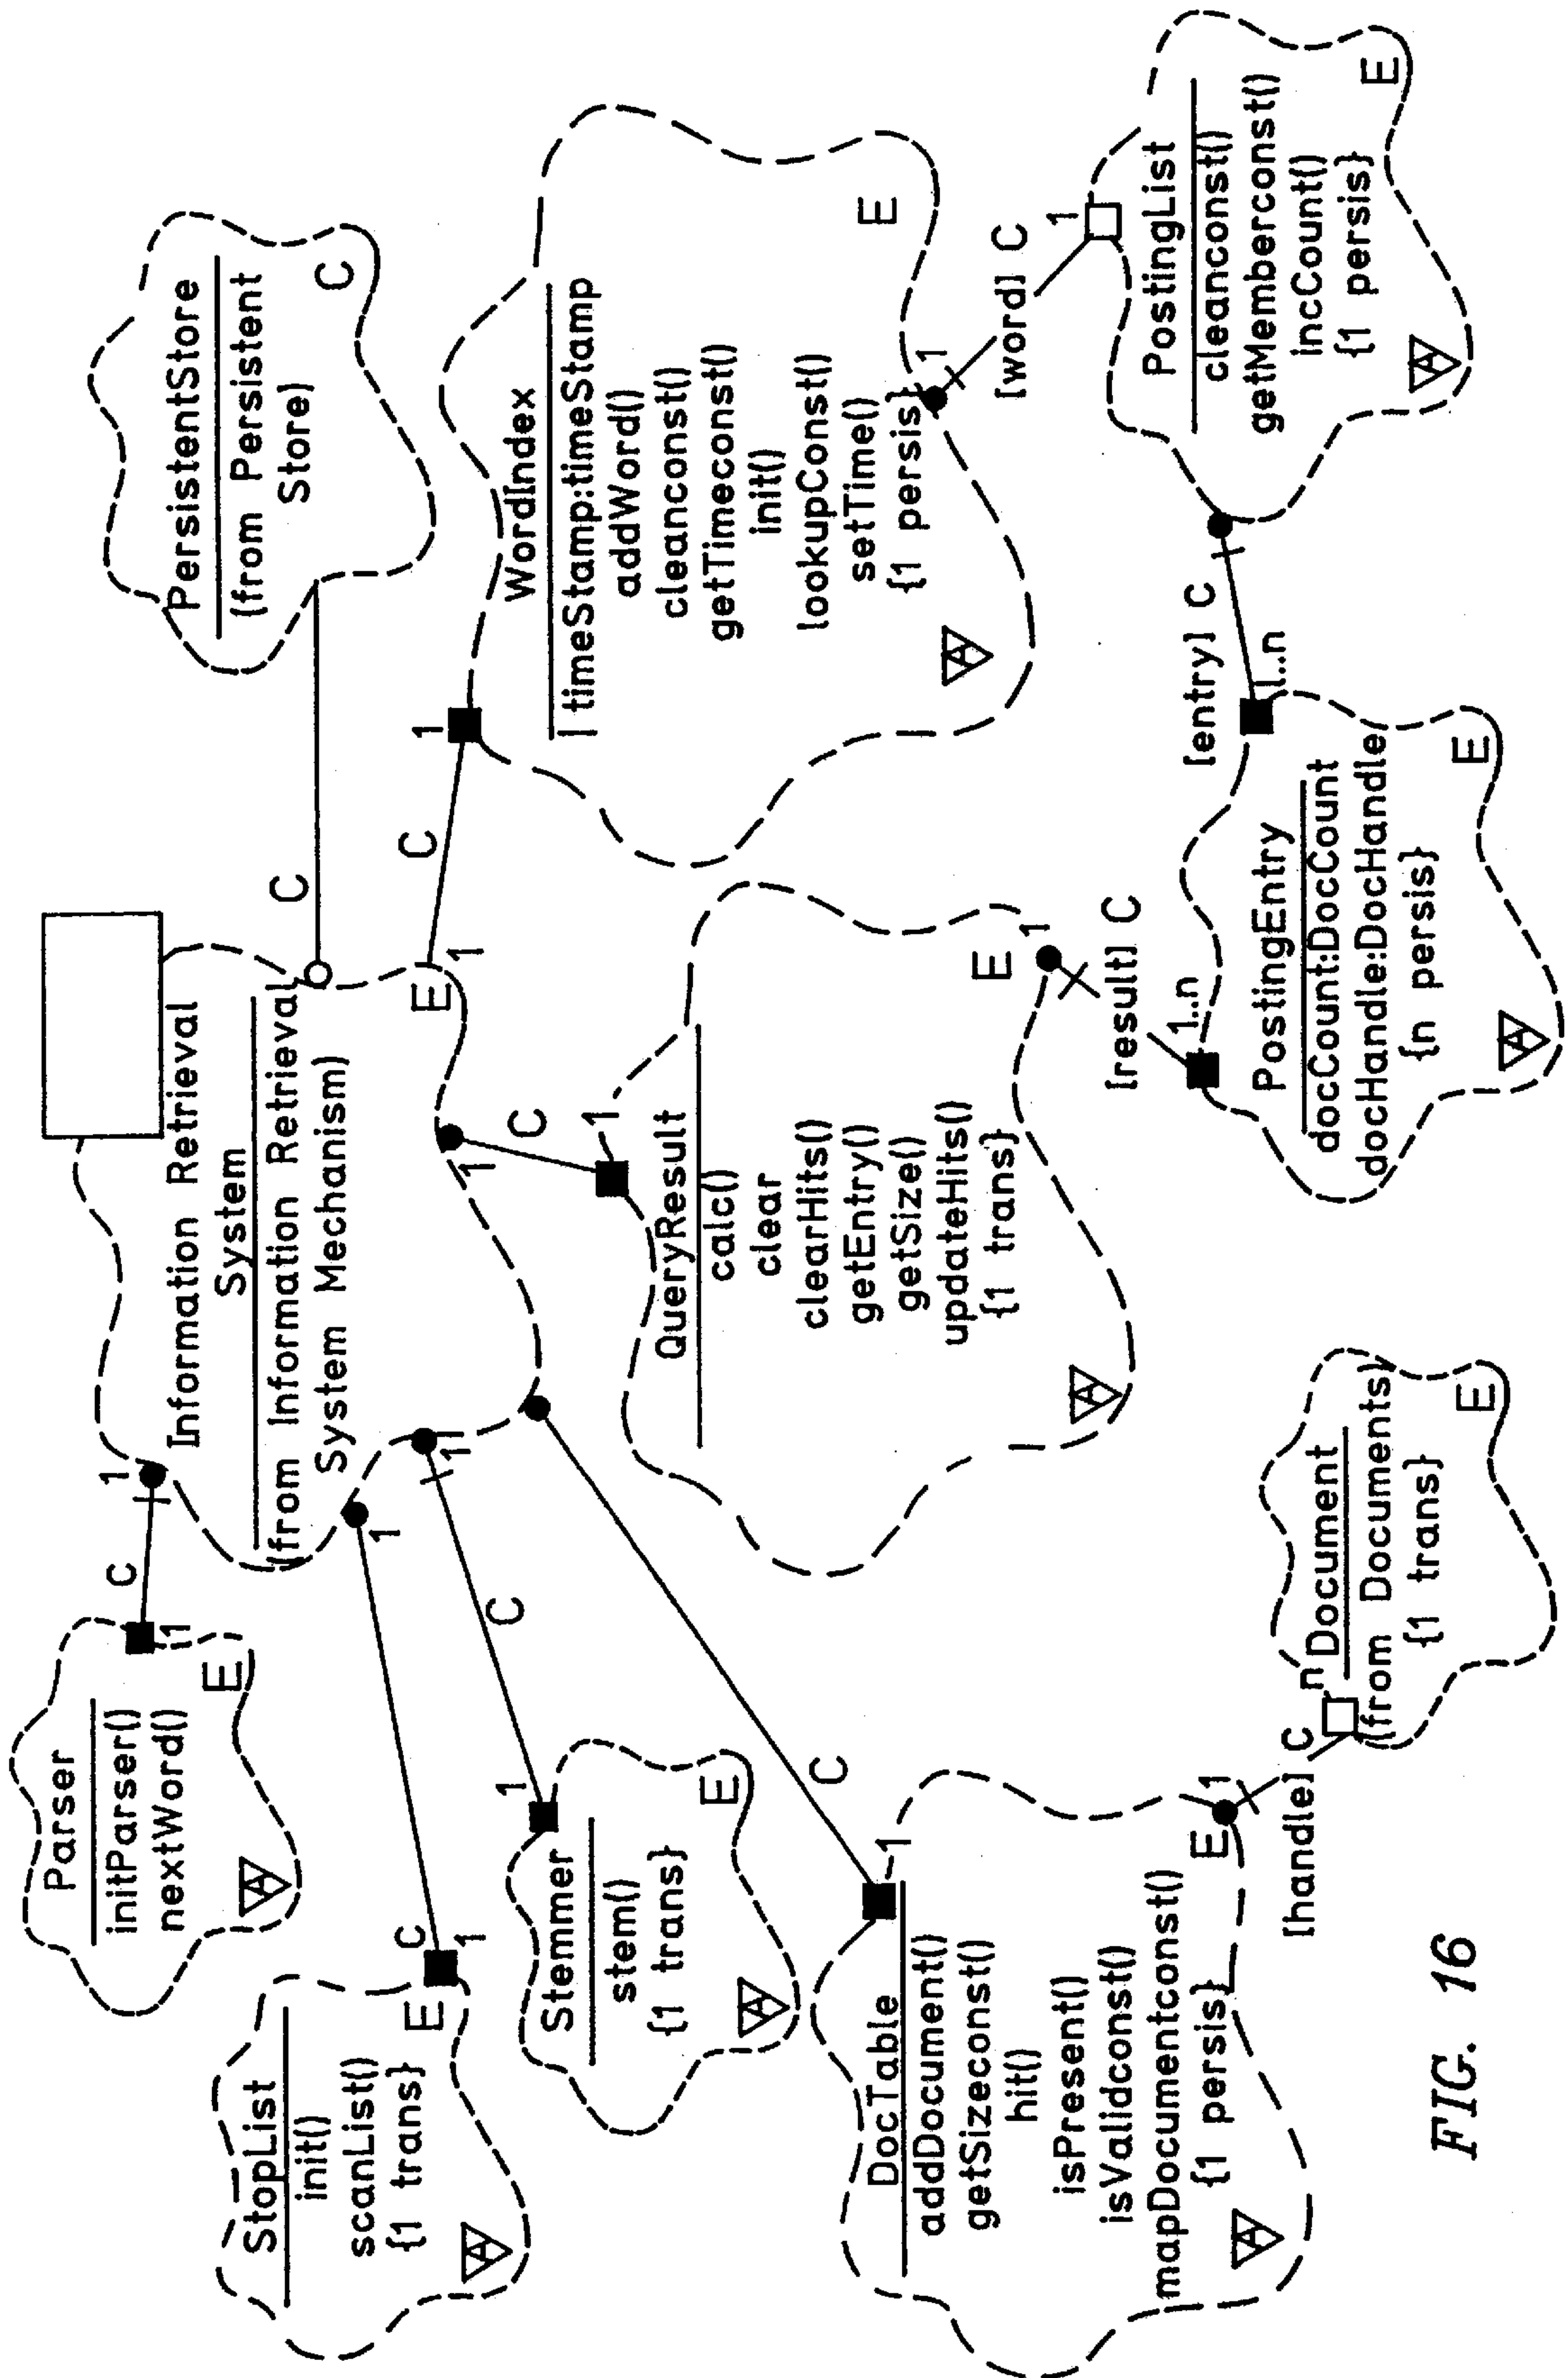 Parser
initParser()
nextWord()
E
A
1
C
1
Information Retrieval
System
(from Information Retrieval
System Mechanism)
E
C
PersistentStore
(from Persistent
Store)
C
StopList
init()
scanList()
{1 trans}
E
A
C
1
1
Stemmer
stem()
{1 trans}
E
A
1
C
1
DocTable
addDocument()
getSizeconst()
hit()
isPresent()
isValidconst()
mapDocumentconst()
{1 persis}
E
A
1
C
QueryResult
calc()
clear
clearHits()
getEntry()
getSize()
updateHits()
{1 trans}
E
A
1
C
1
WordIndex
timeStamp:timeStamp
addWord()
cleanconst()
getTimeconst()
init()
lookupConst()
setTime()
{1 persis}
E
A
1
C
1
1
[handle] C
n
Document
(from Documents)
{1 trans}
E
1
[result] C
1..n
PostingEntry
docCount:DocCount
docHandle:DocHandle
{n persis}
E
A
[entry] C
1..n
1
[word] C
1
PostingList
cleanconst()
getMemberconst()
incCount()
{1 persis}
E
A
FIG. 16